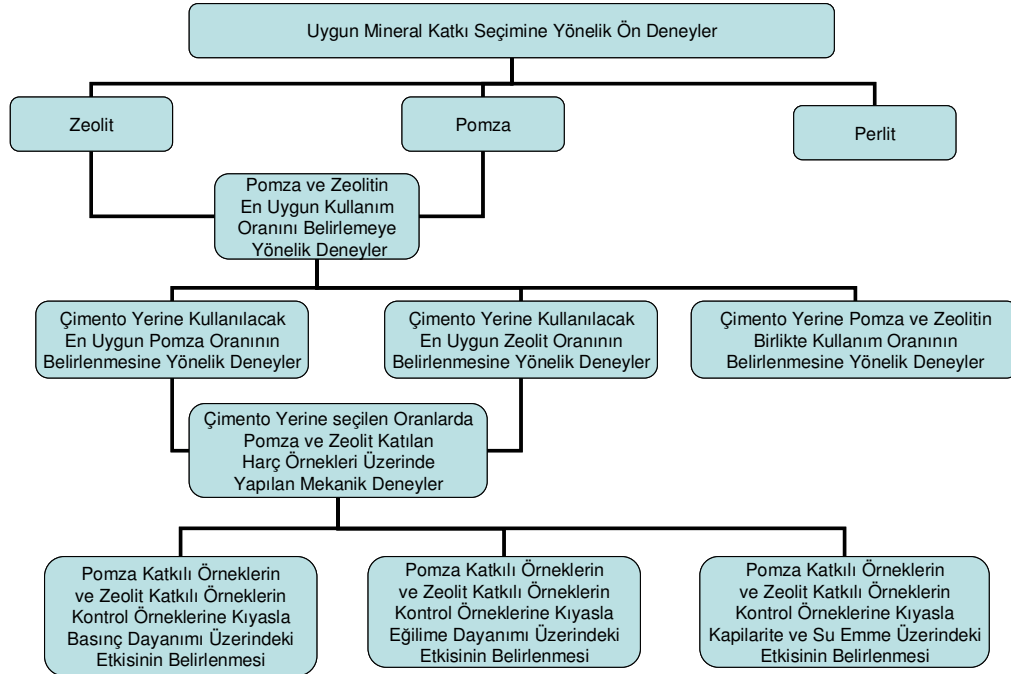 Uygun Mineral Katkı Seçimine Yönelik Ön Deneyler
Zeolit
Pomza
Perlit
Pomza ve Zeolitin
En Uygun Kullanım
Oranını Belirlemeye
Yönelik Deneyler
Çimento Yerine Kullanılacak
En Uygun Pomza Oranının
Belirlenmesine Yönelik Deneyler
Çimento Yerine Kullanılacak
En Uygun Zeolit Oranının
Belirlenmesine Yönelik Deneyler
Çimento Yerine Pomza ve Zeolitin
Birlikte Kullanım Oranının
Belirlenmesine Yönelik Deneyler
Çimento Yerine seçilen Oranlarda
Pomza ve Zeolit Katılan
Harç Örnekleri Üzerinde
Yapılan Mekanik Deneyler
Pomza Katkılı Örneklerin
ve Zeolit Katkılı Örneklerin
Kontrol Örneklerine Kıyasla
Basınç Dayanımı Üzerindeki
Etkisinin Belirlenmesi
Pomza Katkılı Örneklerin
ve Zeolit Katkılı Örneklerin
Kontrol Örneklerine Kıyasla
Eğilime Dayanımı Üzerindeki
Etkisinin Belirlenmesi
Pomza Katkılı Örneklerin
ve Zeolit Katkılı Örneklerin
Kontrol Örneklerine Kıyasla
Kapilarite ve Su Emme Üzerindeki
Etkisinin Belirlenmesi